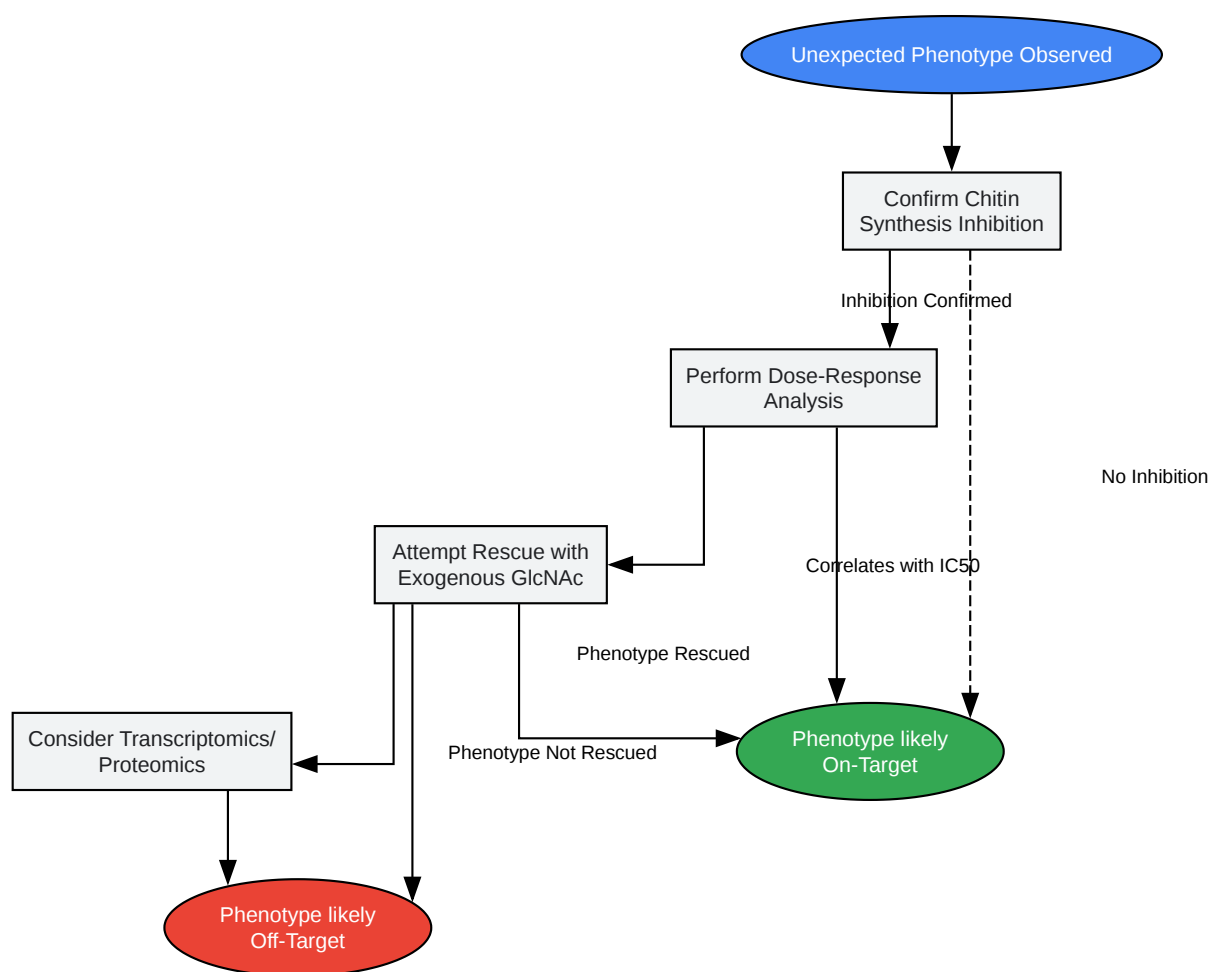 Unexpected Phenotype Observed
Confirm Chitin
Synthesis Inhibition
Inhibition Confirmed
Perform Dose-Response
Analysis
No Inhibition
Attempt Rescue with
Exogenous GlcNAc
Correlates with IC50
Phenotype Rescued
Consider Transcriptomics/
Proteomics
Phenotype Not Rescued
Phenotype likely
On-Target
Phenotype likely
Off-Target